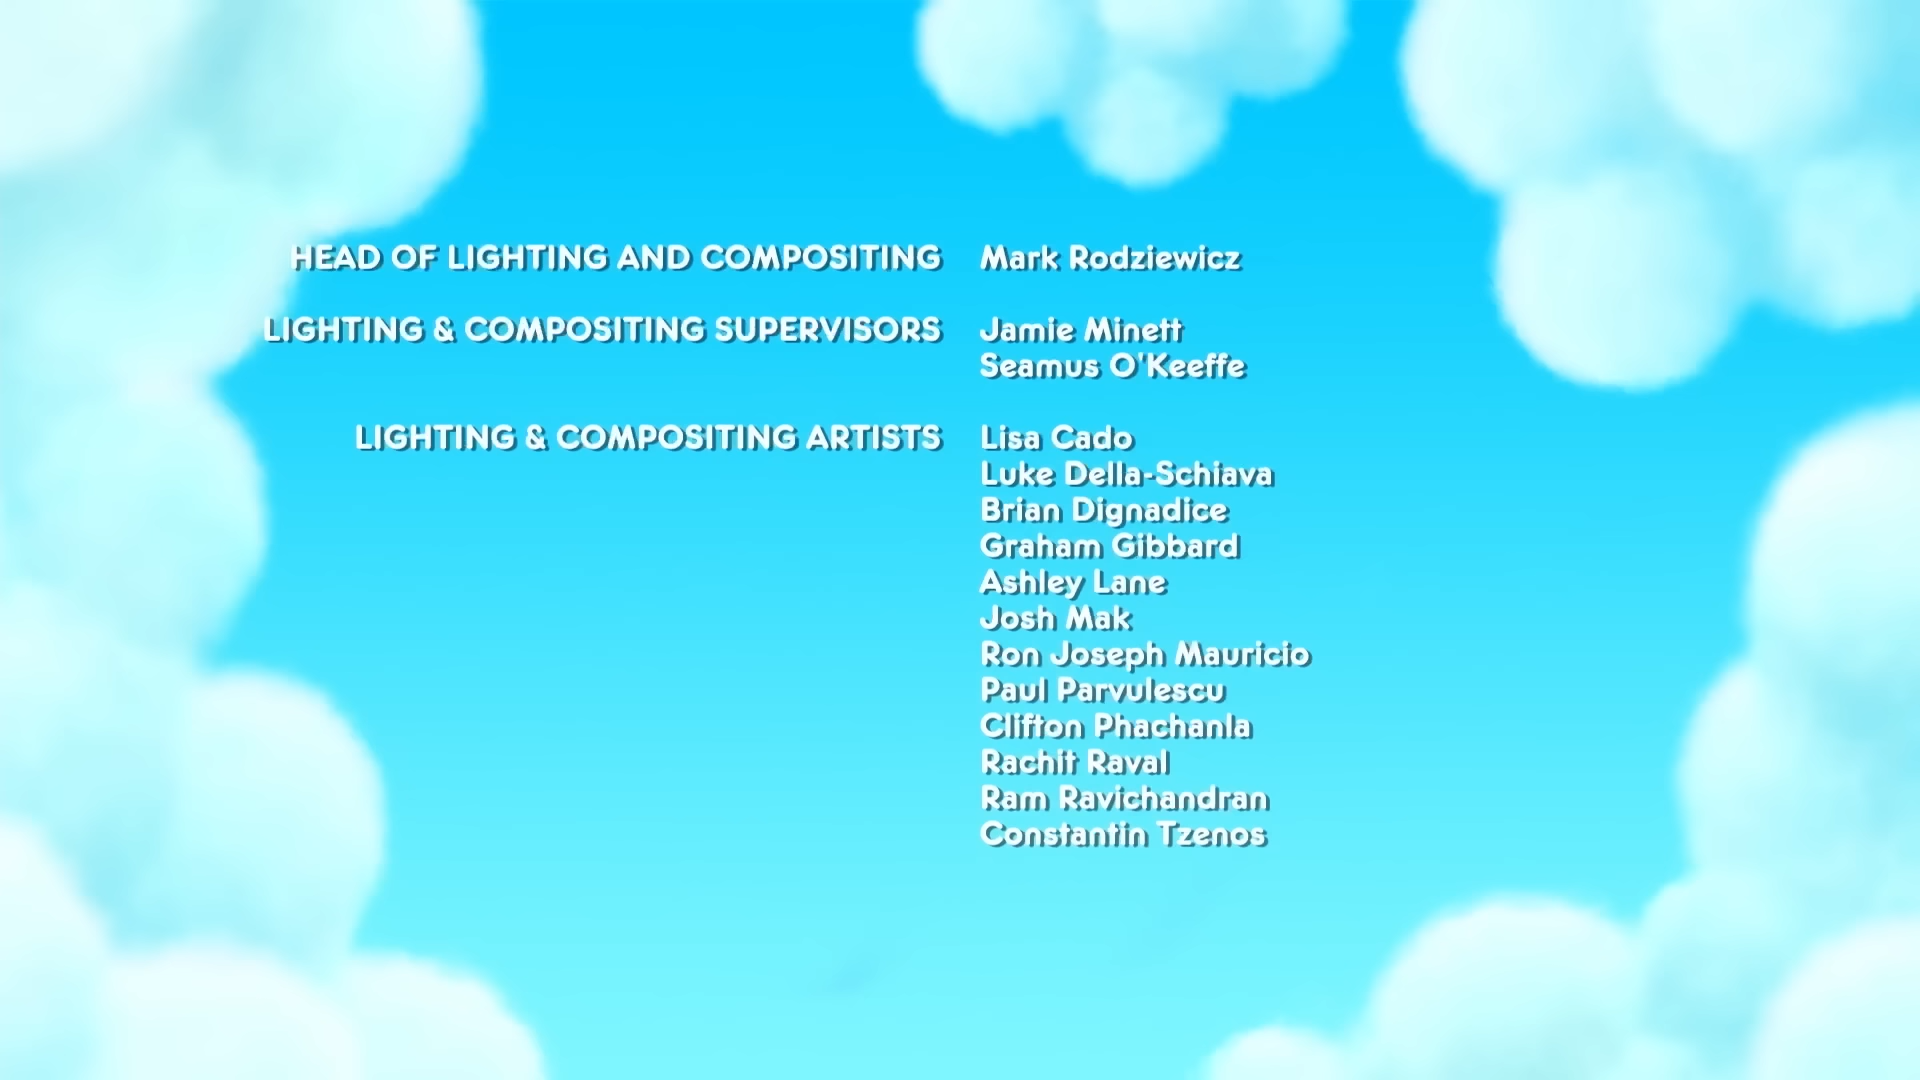 HEAD OF LIGHTING AND COMPOSITING Mark Rodziewicz
LIGHTING & COMPOSITING SUPERVISORS Jamie Minett
Seamus O'Keeffe
LIGHTING & COMPOSITING ARTISTS Lisa Cado
Luke Della-Schiava
Brian Dignadice
Graham Gibbard
Ashley Lane
Josh Mak
Ron Joseph Mauricio
Paul Parvulescu
Clifton Phachanla
Rachit Raval
Ram Ravichandran
Constantin Tzenos